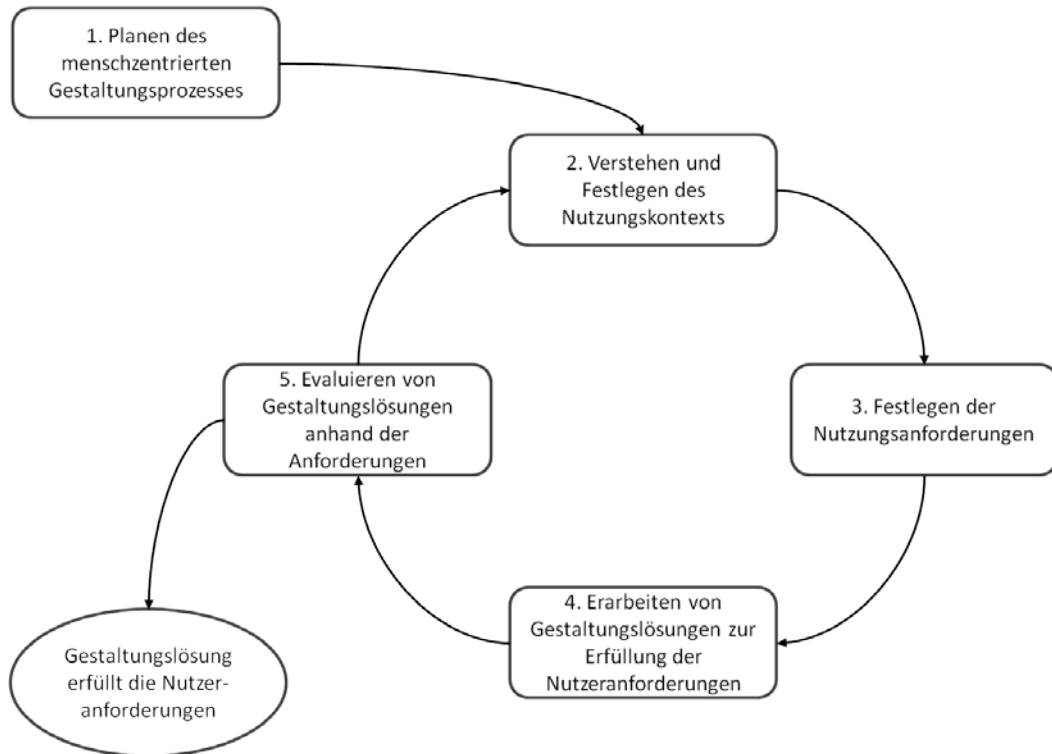 1. Planen des
menschzentrierten
Gestaltungsprozesses
2. Verstehen und
Festlegen des
Nutzungskontexts
3. Festlegen der
Nutzungsanforderungen
4. Erarbeiten von
Gestaltungslösungen zur
Erfüllung der
Nutzeranforderungen
5. Evaluieren von
Gestaltungslösungen
anhand der
Anforderungen
Gestaltungslösung
erfüllt die Nutzer-
anforderungen